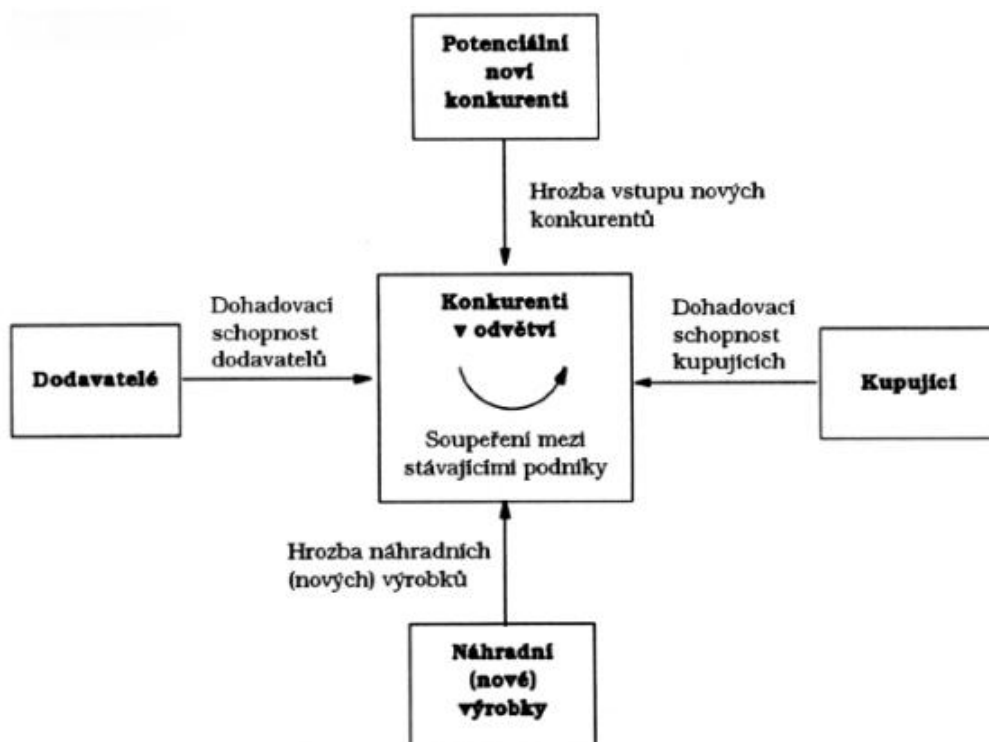 Potenciální
noví
konkurenti
Hrozba vstupu nových
konkurentů
Konkurenti
v odvětví
Soupeření mezi
stávajícími podniky
Dohadovací
schopnost
dodavatelů
Dodavatelé
Dohadovací
schopnost
kupujících
Kupující
Hrozba náhradních
(nových) výrobků
Náhradní
(nové)
výrobky